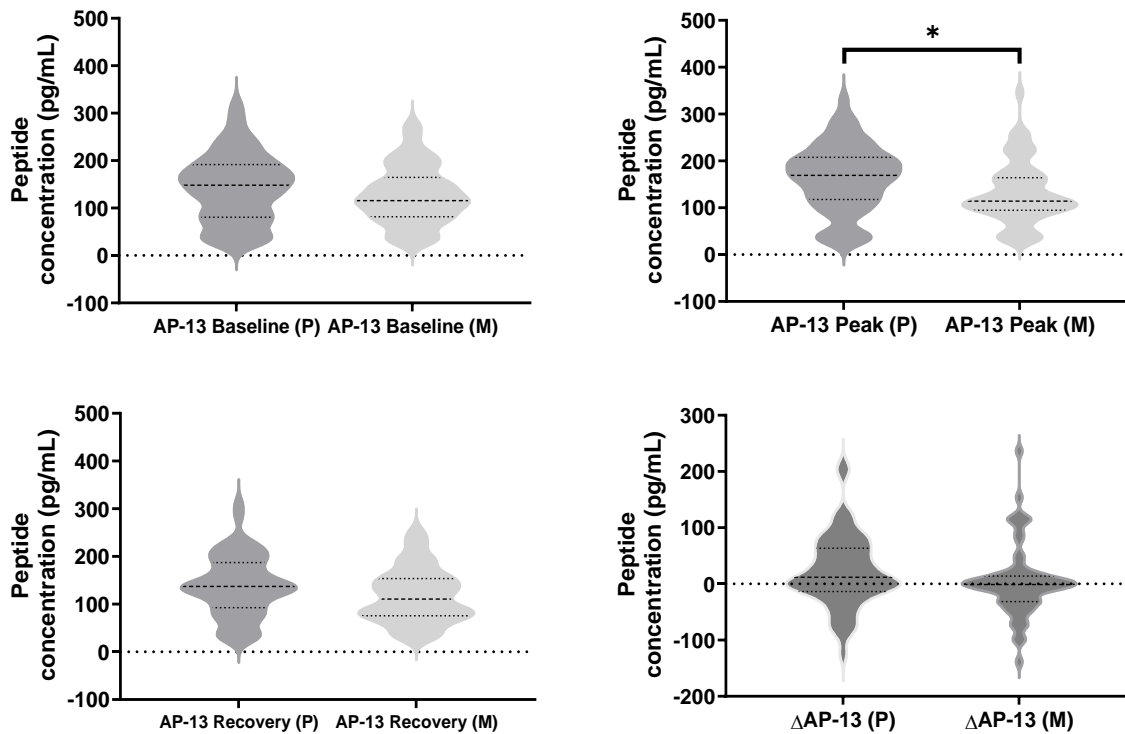 Peptide
concentration (pg/mL)
500
400
300
200
100
0
-100
AP-13 Baseline (P) AP-13 Baseline (M)
Peptide
concentration (pg/mL)
500
400
300
200
100
0
-100
*
AP-13 Peak (P) AP-13 Peak (M)
Peptide
concentration (pg/mL)
500
400
300
200
100
0
-100
AP-13 Recovery (P) AP-13 Recovery (M)
Peptide
concentration (pg/mL)
300
200
100
0
-100
-200
ΔAP-13 (P) ΔAP-13 (M)